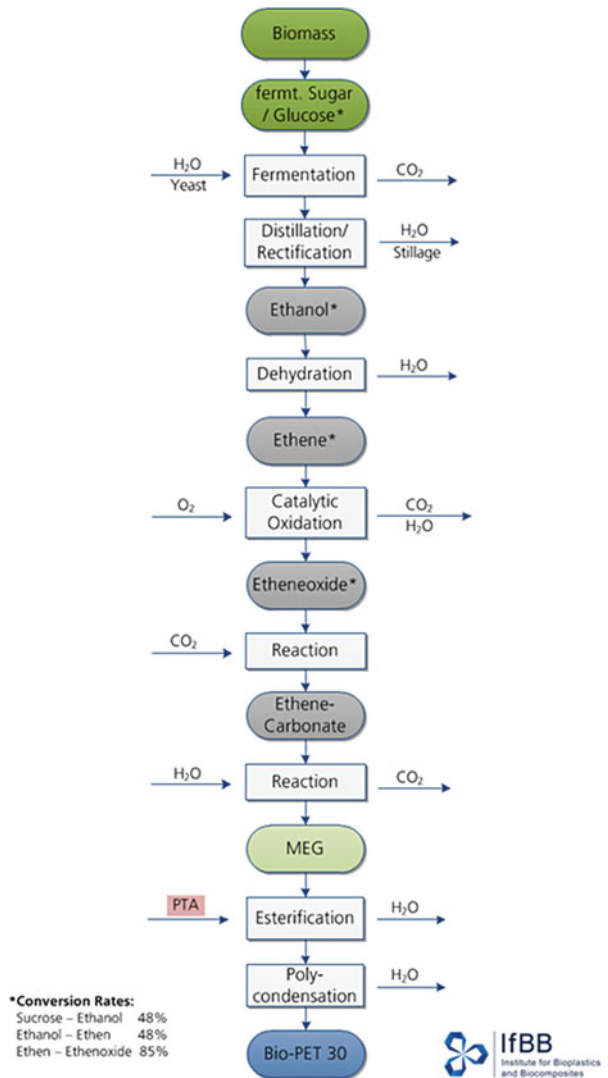 Biomass
fermt. Sugar
/ Glucose*
H₂O
Yeast
Fermentation
CO₂
Distillation/
Rectification
H₂O
Stillage
Ethanol*
Dehydration
H₂O
Ethene*
O₂
Catalytic
Oxidation
CO₂
H₂O
Etheneoxide*
CO₂
Reaction
Ethene-
Carbonate
H₂O
Reaction
CO₂
MEG
PTA
Esterification
H₂O
Poly-
condensation
H₂O
*Conversion Rates:
Sucrose – Ethanol 48%
Ethanol – Ethen 48%
Ethen – Ethenoxide 85%
Bio-PET 30
IfBB
Institute for Bioplastics
and Biocomposites